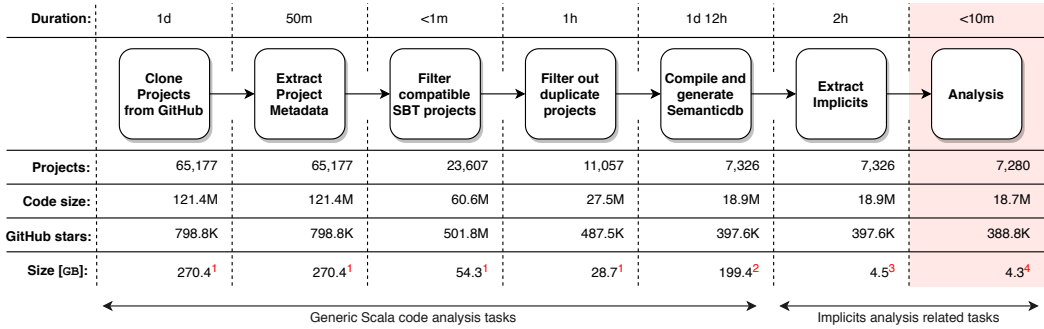 Duration: 1d 50m <1m 1h 1d 12h 2h <10m
Clone Projects from GitHub
Extract Project Metadata
Filter compatible SBT projects
Filter out duplicate projects
Compile and generate Semanticdb
Extract Implicits
Analysis
Projects: 65,177 65,177 23,607 11,057 7,326 7,326 7,280
Code size: 121.4M 121.4M 60.6M 27.5M 18.9M 18.9M 18.7M
GitHub stars: 798.8K 798.8K 501.8M 487.5K 397.6K 397.6K 388.8K
Size [GB]: 270.4¹ 270.4¹ 54.3¹ 28.7¹ 199.4² 4.5³ 4.3⁴
Generic Scala code analysis tasks Implicits analysis related tasks